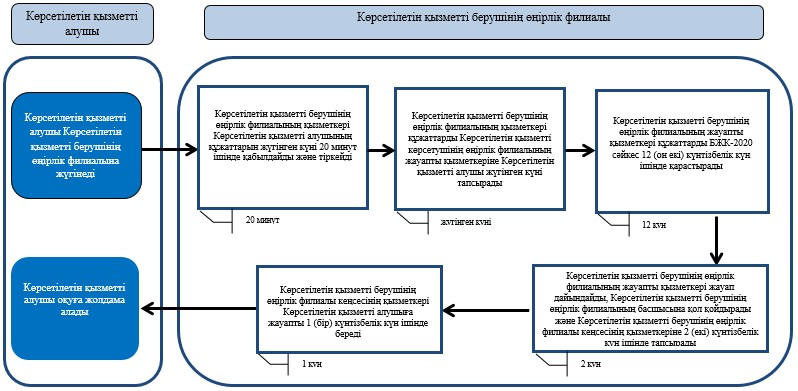 Көрсетілетін қызметті
алушы
Көрсетілетін қызметті берушінің өңірлік филиалы
Көрсетілетін қызметті
алушы Көрсетілетін
қызметті берушінің
өңірлік филиалына
жүгінеді
Көрсетілетін қызметті берушінің
өңірлік филиалының қызметкері
Көрсетілетін қызметті алушының
құжаттарын жүгінген күні 20 минут
ішінде қабылдайды және тіркейді
20 минут
Көрсетілетін қызметті берушінің
өңірлік филиалының қызметкері
құжаттарды Көрсетілетін қызметті
көрсетушінің өңірлік филиалының
жауапты қызметкеріне Көрсетілетін
қызметті алушы жүгінген күні
тапсырады
жүгінген күні
Көрсетілетін қызметті берушінің
өңірлік филиалының жауапты
қызметкері құжаттарды БЖК-2020
сәйкес 12 (он екі) күнтізбелік күн
ішінде қарастырады
12 күн
Көрсетілетін қызметті берушінің өңірлік
филиалының жауапты қызметкері жауап
дайындайды, Көрсетілетін қызметті берушінің
өңірлік филиалының басшысына қол қойдырады
және Көрсетілетін қызметті берушінің өңірлік
филиалы кеңсесінің қызметкеріне 2 (екі) күнтізбелік
күн ішінде тапсырады
2 күн
Көрсетілетін қызметті берушінің
өңірлік филиалы кеңсесінің қызметкері
Көрсетілетін қызметті алушыға
жауапты 1 (бір) күнтізбелік күн ішінде
береді
1 күн
Көрсетілетін қызметті
алушы оқуға жолдама
алады